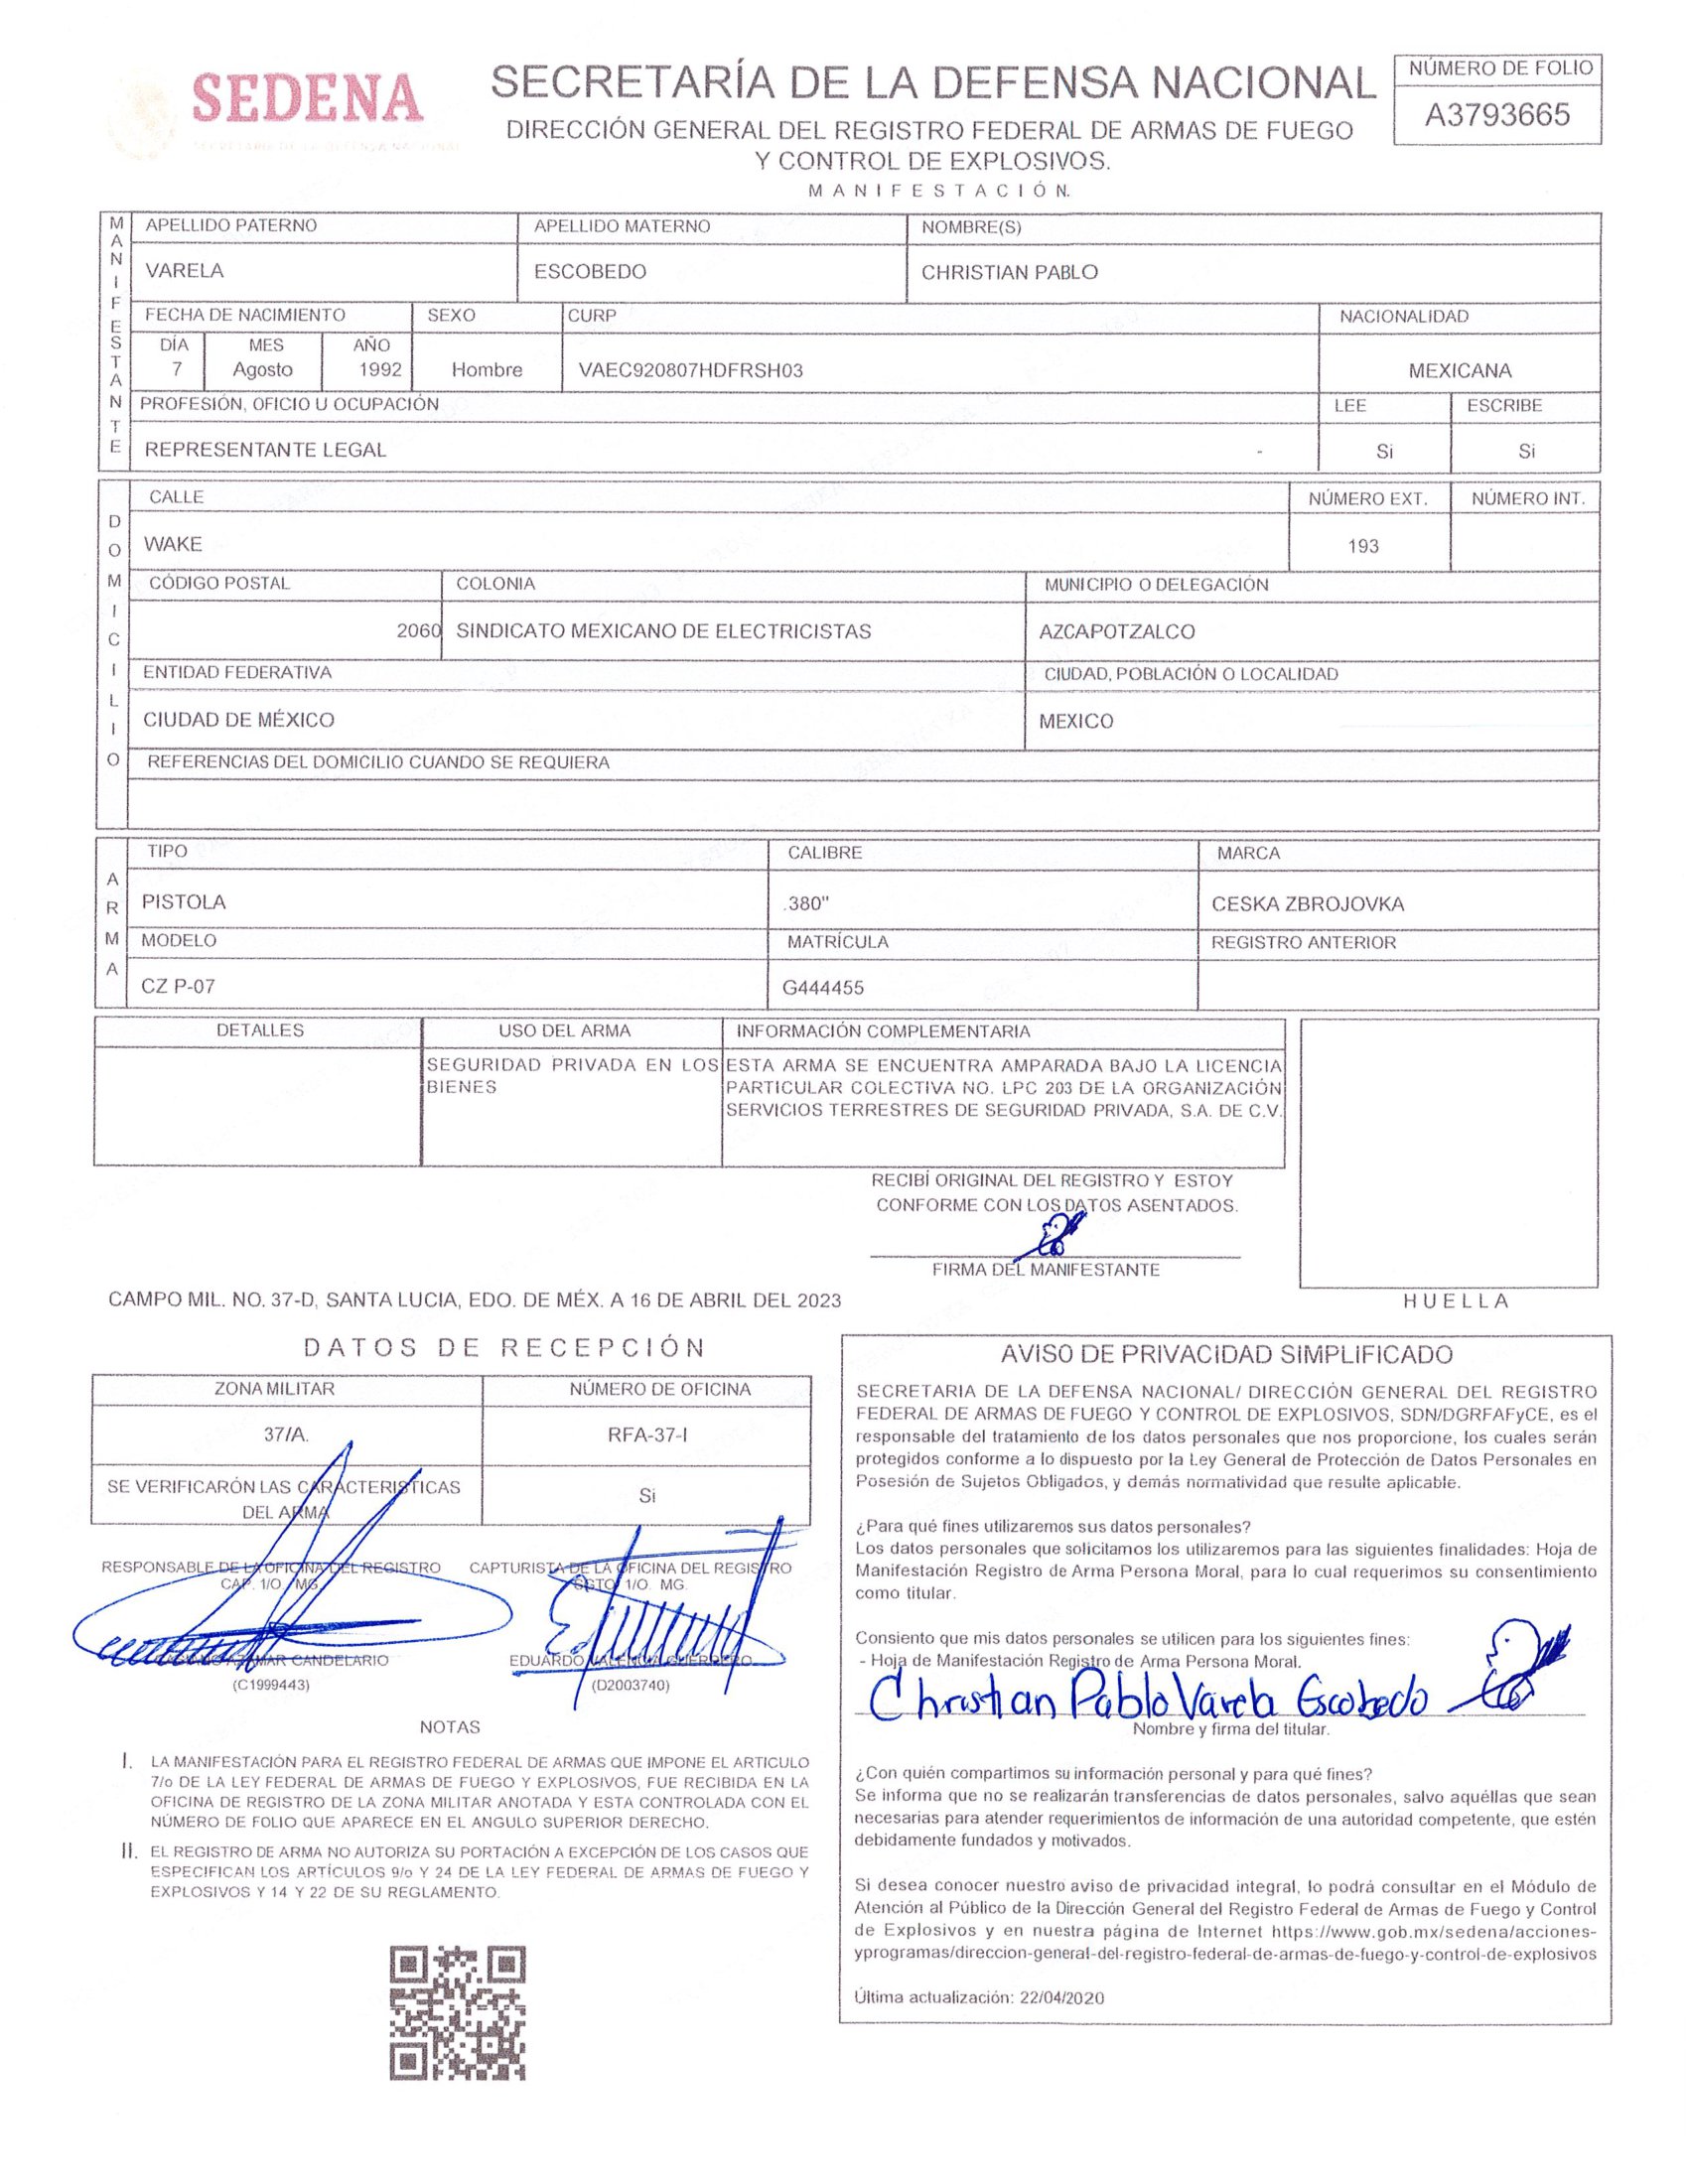 SEDENA
SECRETARÍA DE LA DEFENSA NACIONAL
SECRETARÍA DE LA DEFENSA NACIONAL
DIRECCIÓN GENERAL DEL REGISTRO FEDERAL DE ARMAS DE FUEGO
Y CONTROL DE EXPLOSIVOS.
MANIFESTACIÓN.
NÚMERO DE FOLIO
A3793665
MANIFESTANTE
APELLIDO PATERNO APELLIDO MATERNO NOMBRE(S)
VARELA ESCOBEDO CHRISTIAN PABLO
FECHA DE NACIMIENTO SEXO CURP NACIONALIDAD
DÍA MES AÑO
7 Agosto 1992 Hombre VAEC920807HDFRSH03 MEXICANA
PROFESIÓN, OFICIO U OCUPACIÓN LEE ESCRIBE
REPRESENTANTE LEGAL - Si Si
DOMICILIO
CALLE NÚMERO EXT. NÚMERO INT.
WAKE 193
CÓDIGO POSTAL COLONIA MUNICIPIO O DELEGACIÓN
2060 SINDICATO MEXICANO DE ELECTRICISTAS AZCAPOTZALCO
ENTIDAD FEDERATIVA CIUDAD, POBLACIÓN O LOCALIDAD
CIUDAD DE MÉXICO MEXICO
REFERENCIAS DEL DOMICILIO CUANDO SE REQUIERA
ARMA
TIPO CALIBRE MARCA
PISTOLA .380" CESKA ZBROJOVKA
MODELO MATRÍCULA REGISTRO ANTERIOR
CZ P-07 G444455
DETALLES USO DEL ARMA INFORMACIÓN COMPLEMENTARIA
SEGURIDAD PRIVADA EN LOS BIENES
ESTA ARMA SE ENCUENTRA AMPARADA BAJO LA LICENCIA
PARTICULAR COLECTIVA NO. LPC 203 DE LA ORGANIZACIÓN
SERVICIOS TERRESTRES DE SEGURIDAD PRIVADA, S.A. DE C.V.
RECIBÍ ORIGINAL DEL REGISTRO Y ESTOY
CONFORME CON LOS DATOS ASENTADOS.
FIRMA DEL MANIFESTANTE
HUELLA
CAMPO MIL. NO. 37-D, SANTA LUCIA, EDO. DE MÉX. A 16 DE ABRIL DEL 2023
DATOS DE RECEPCIÓN
ZONA MILITAR NÚMERO DE OFICINA
37/A. RFA-37-I
SE VERIFICARÓN LAS CARACTERISTICAS
DEL ARMA
Si
RESPONSABLE DE LA OFICINA DEL REGISTRO
CAP. 1/O. MG.
CANDELARIO
(C1999443)
CAPTURISTA DE LA OFICINA DEL REGISTRO
SGTO. 1/O. MG.
EDUARDO VALENCIA GUERRERO
(D2003740)
NOTAS
I. LA MANIFESTACIÓN PARA EL REGISTRO FEDERAL DE ARMAS QUE IMPONE EL ARTICULO
7/o DE LA LEY FEDERAL DE ARMAS DE FUEGO Y EXPLOSIVOS, FUE RECIBIDA EN LA
OFICINA DE REGISTRO DE LA ZONA MILITAR ANOTADA Y ESTA CONTROLADA CON EL
NÚMERO DE FOLIO QUE APARECE EN EL ANGULO SUPERIOR DERECHO.
II. EL REGISTRO DE ARMA NO AUTORIZA SU PORTACIÓN A EXCEPCIÓN DE LOS CASOS QUE
ESPECIFICAN LOS ARTÍCULOS 9/o Y 24 DE LA LEY FEDERAL DE ARMAS DE FUEGO Y
EXPLOSIVOS Y 14 Y 22 DE SU REGLAMENTO.
AVISO DE PRIVACIDAD SIMPLIFICADO
SECRETARIA DE LA DEFENSA NACIONAL/ DIRECCIÓN GENERAL DEL REGISTRO
FEDERAL DE ARMAS DE FUEGO Y CONTROL DE EXPLOSIVOS, SDN/DGRFAFyCE, es el
responsable del tratamiento de los datos personales que nos proporcione, los cuales serán
protegidos conforme a lo dispuesto por la Ley General de Protección de Datos Personales en
Posesión de Sujetos Obligados, y demás normatividad que resulte aplicable.
¿Para qué fines utilizaremos sus datos personales?
Los datos personales que solicitamos los utilizaremos para las siguientes finalidades: Hoja de
Manifestación Registro de Arma Persona Moral, para lo cual requerimos su consentimiento
como titular.
Consiento que mis datos personales se utilicen para los siguientes fines:
- Hoja de Manifestación Registro de Arma Persona Moral.
Christian Pablo Varela Escobedo
Nombre y firma del titular.
¿Con quién compartimos su información personal y para qué fines?
Se informa que no se realizarán transferencias de datos personales, salvo aquéllas que sean
necesarias para atender requerimientos de información de una autoridad competente, que estén
debidamente fundados y motivados.
Si desea conocer nuestro aviso de privacidad integral, lo podrá consultar en el Módulo de
Atención al Público de la Dirección General del Registro Federal de Armas de Fuego y Control
de Explosivos y en nuestra página de Internet https://www.gob.mx/sedena/acciones-
yprogramas/direccion-general-del-registro-federal-de-armas-de-fuego-y-control-de-explosivos
Última actualización: 22/04/2020